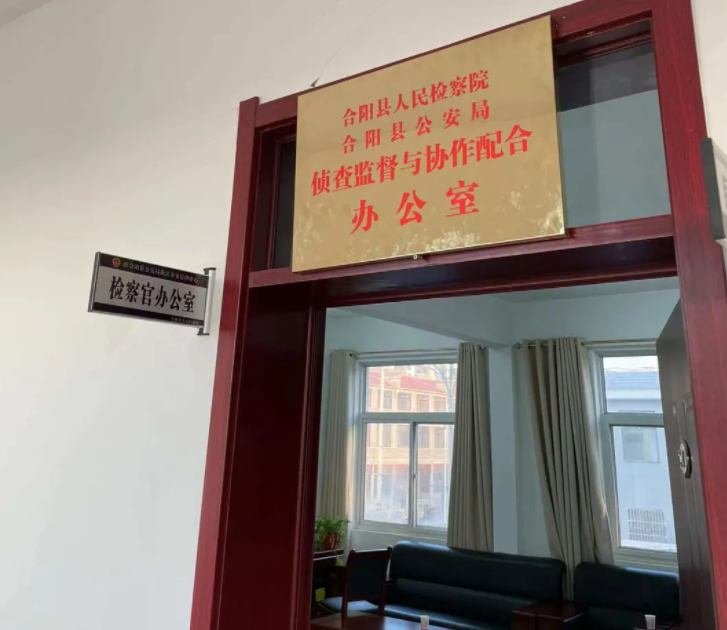 合阳县人民检察院
合阳县公安局
侦查监督与协作配合
办公室
检察官办公室